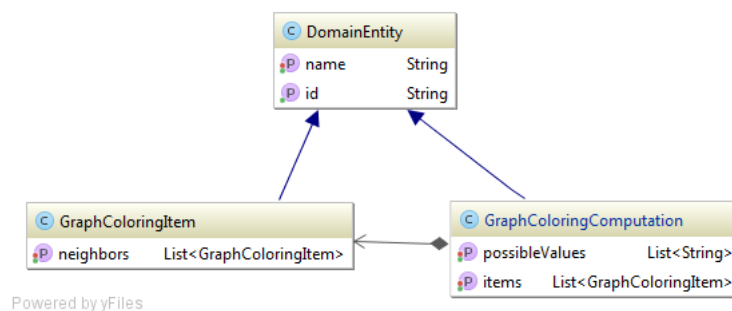 C DomainEntity
P name String
P id String
C GraphColoringItem
P neighbors List<GraphColoringItem>
C GraphColoringComputation
P possibleValues List<String>
P items List<GraphColoringItem>
Powered by yFiles